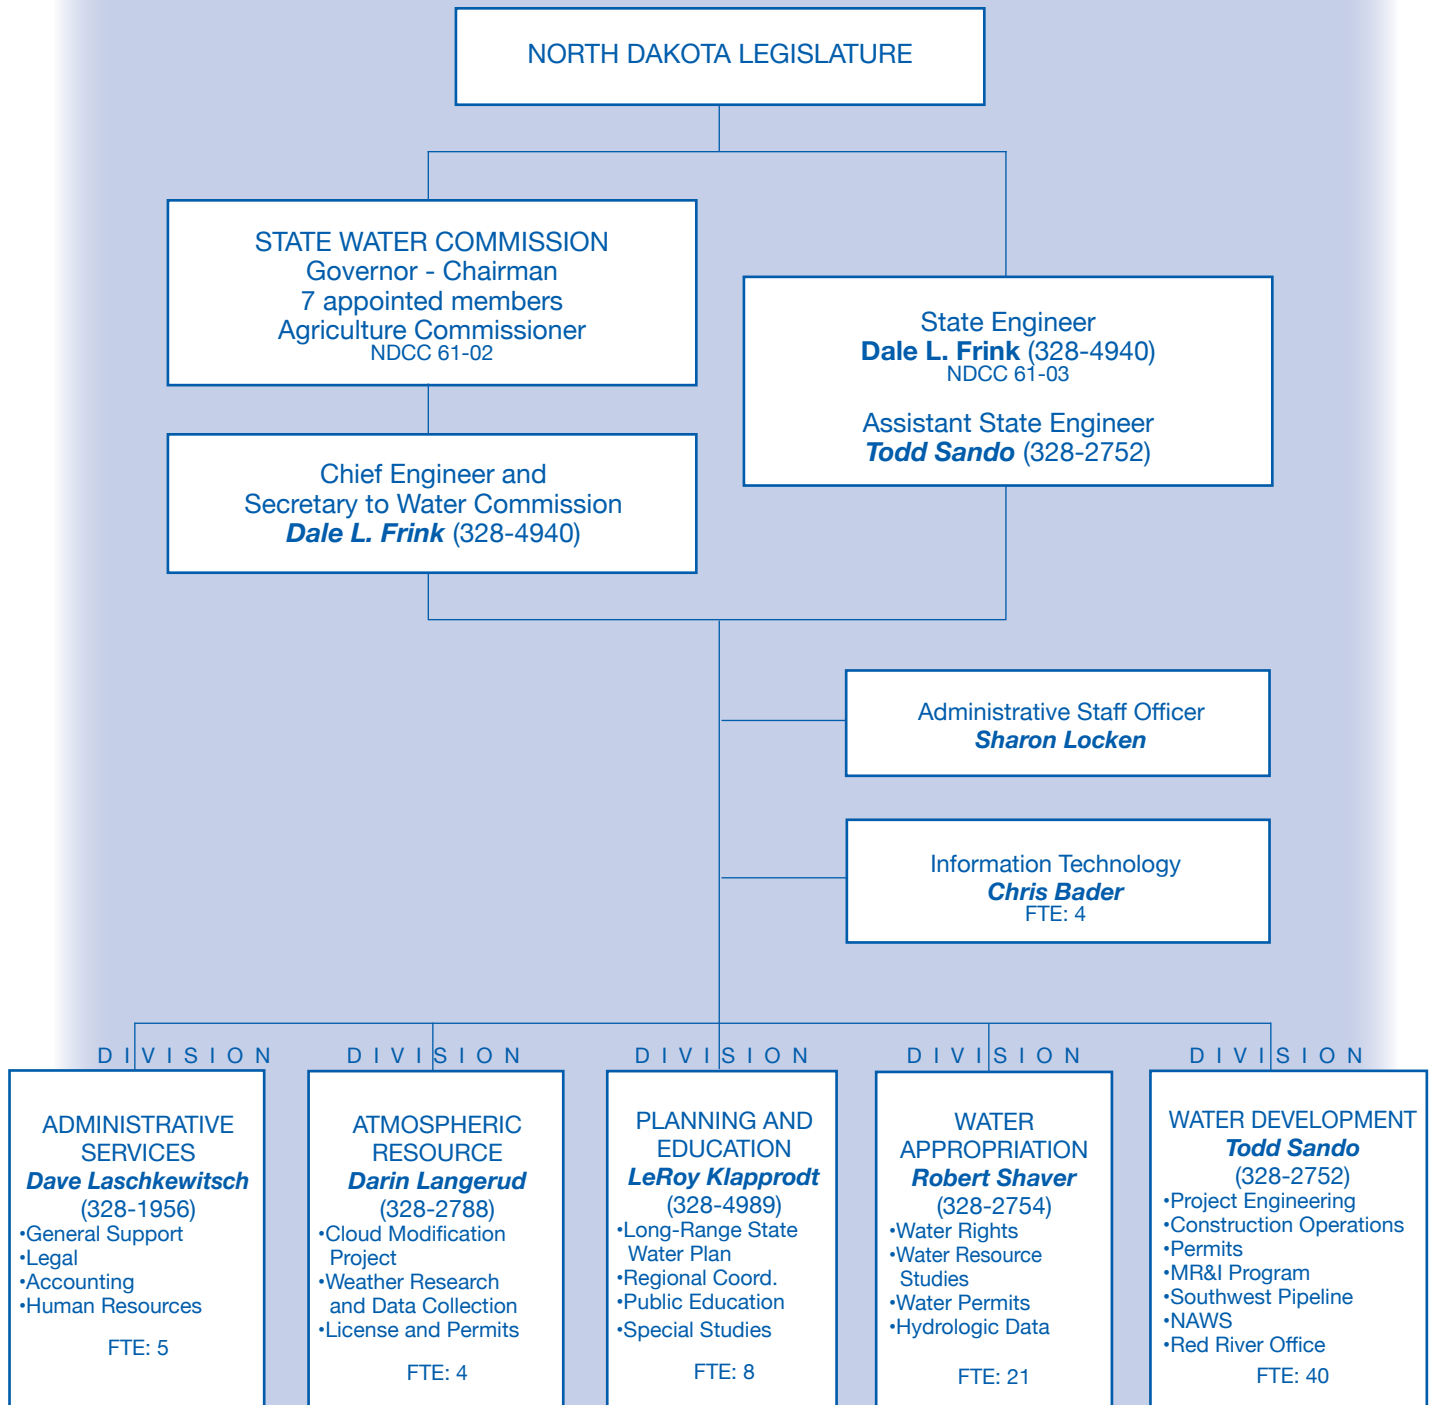 NORTH DAKOTA LEGISLATURE
STATE WATER COMMISSION
Governor - Chairman
7 appointed members
Agriculture Commissioner
NDCC 61-02
State Engineer
Dale L. Frink (328-4940)
NDCC 61-03
Assistant State Engineer
Todd Sando (328-2752)
Chief Engineer and
Secretary to Water Commission
Dale L. Frink (328-4940)
Administrative Staff Officer
Sharon Locken
Information Technology
Chris Bader
FTE: 4
DIVISION
ADMINISTRATIVE
SERVICES
Dave Laschkewitsch
(328-1956)
•General Support
•Legal
•Accounting
•Human Resources
FTE: 5
DIVISION
ATMOSPHERIC
RESOURCE
Darin Langerud
(328-2788)
•Cloud Modification
Project
•Weather Research
and Data Collection
•License and Permits
FTE: 4
DIVISION
PLANNING AND
EDUCATION
LeRoy Klapprodt
(328-4989)
•Long-Range State
Water Plan
•Regional Coord.
•Public Education
•Special Studies
FTE: 8
DIVISION
WATER
APPROPRIATION
Robert Shaver
(328-2754)
•Water Rights
•Water Resource
Studies
•Water Permits
•Hydrologic Data
FTE: 21
DIVISION
WATER DEVELOPMENT
Todd Sando
(328-2752)
•Project Engineering
•Construction Operations
•Permits
•MR&I Program
•Southwest Pipeline
•NAWS
•Red River Office
FTE: 40